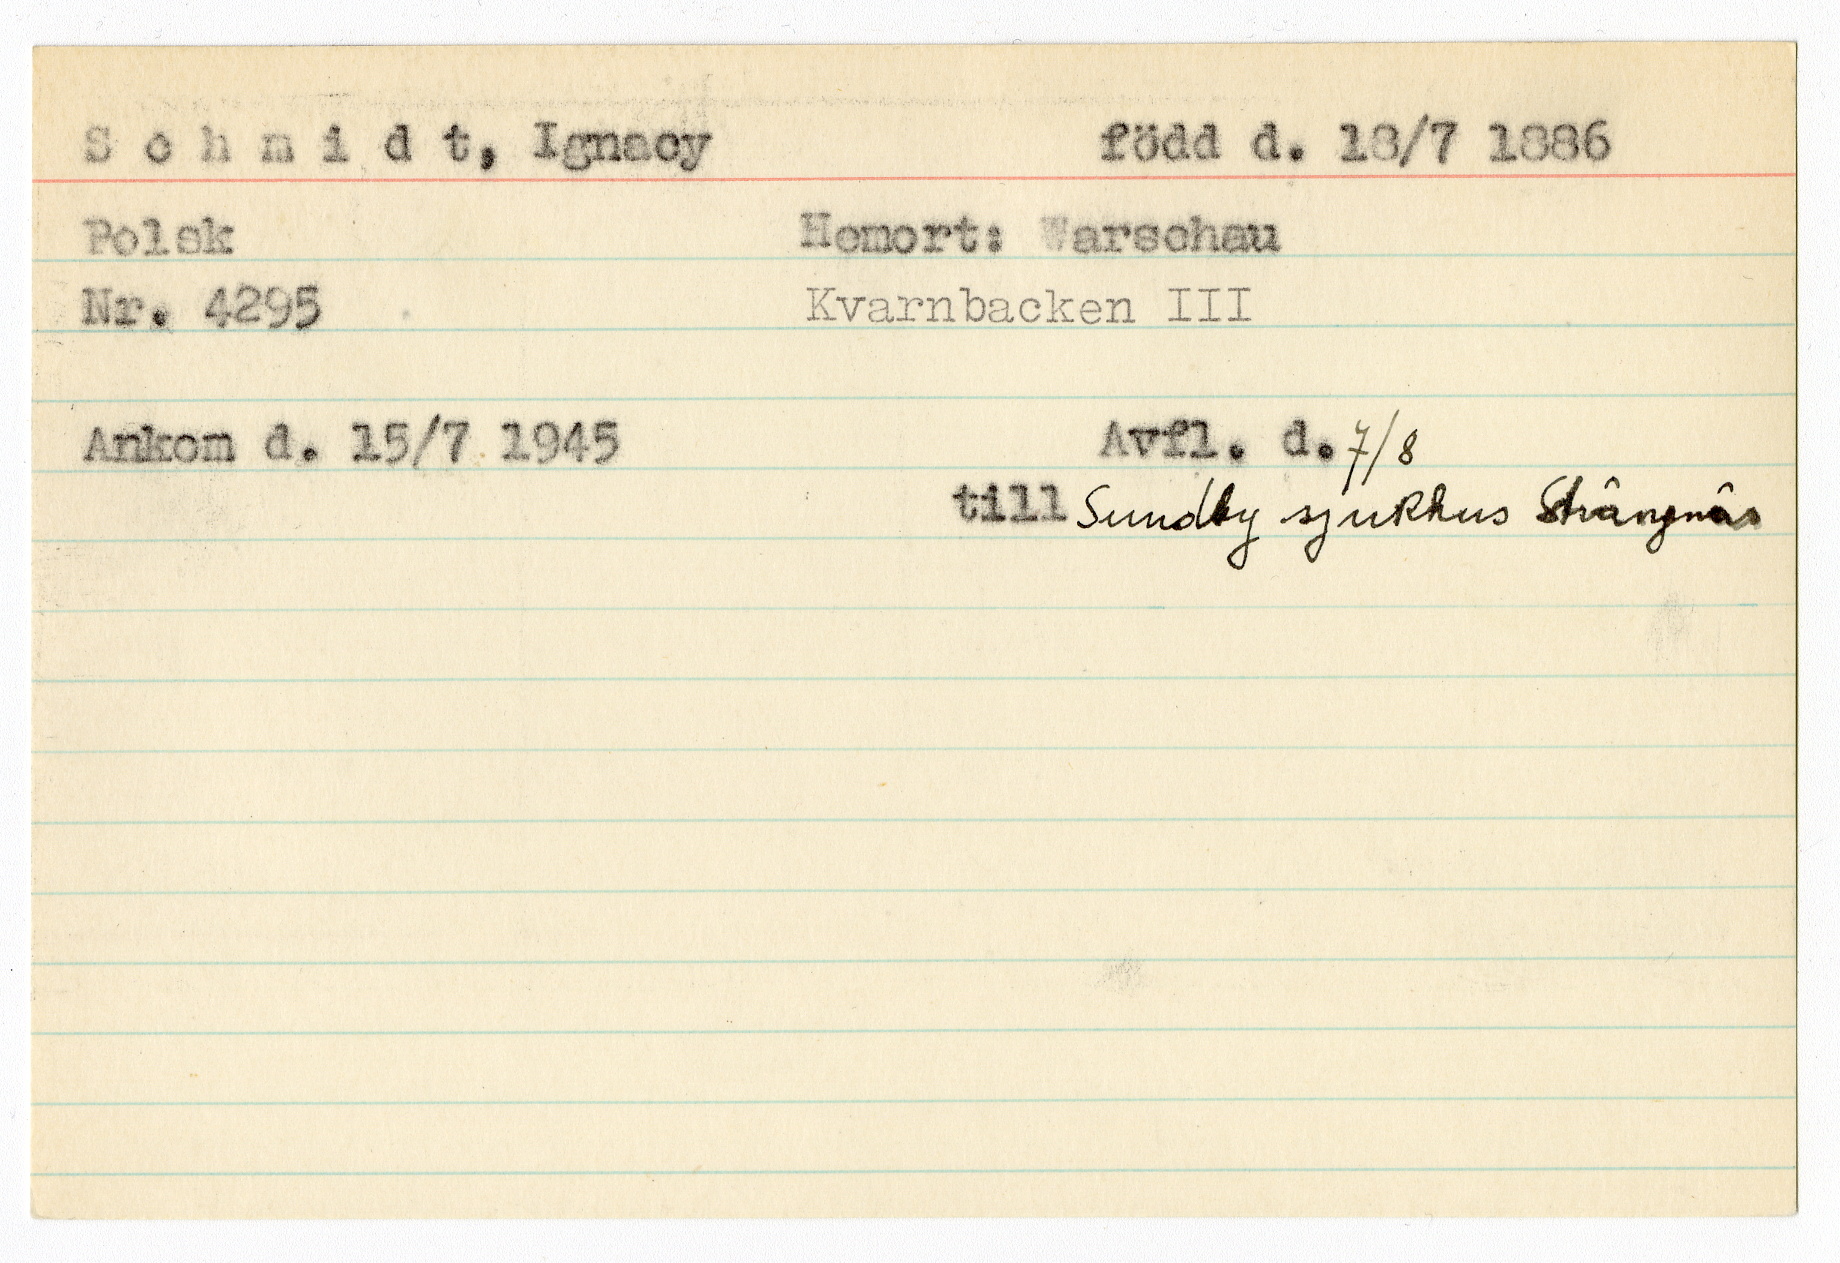 S c h m i d t, Ignacy född d. 18/7 1886
Polsk Hemort: Warschau
Nr. 4295 Kvarnbacken III
Ankom d. 15/7 1945 Avfl. d. 7/8
till Sundby sjukhus Strängnäs